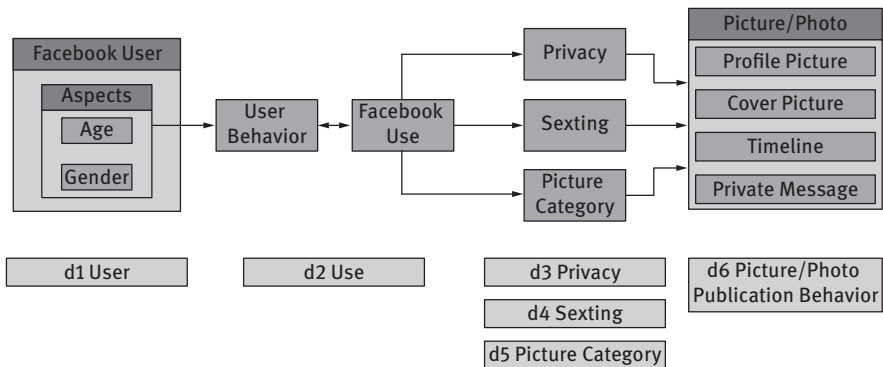 Facebook User
Aspects
Age
Gender
User
Behavior
Facebook
Use
Privacy
Sexting
Picture
Category
Picture/Photo
Profile Picture
Cover Picture
Timeline
Private Message
d1 User
d2 Use
d3 Privacy
d4 Sexting
d5 Picture Category
d6 Picture/Photo
Publication Behavior